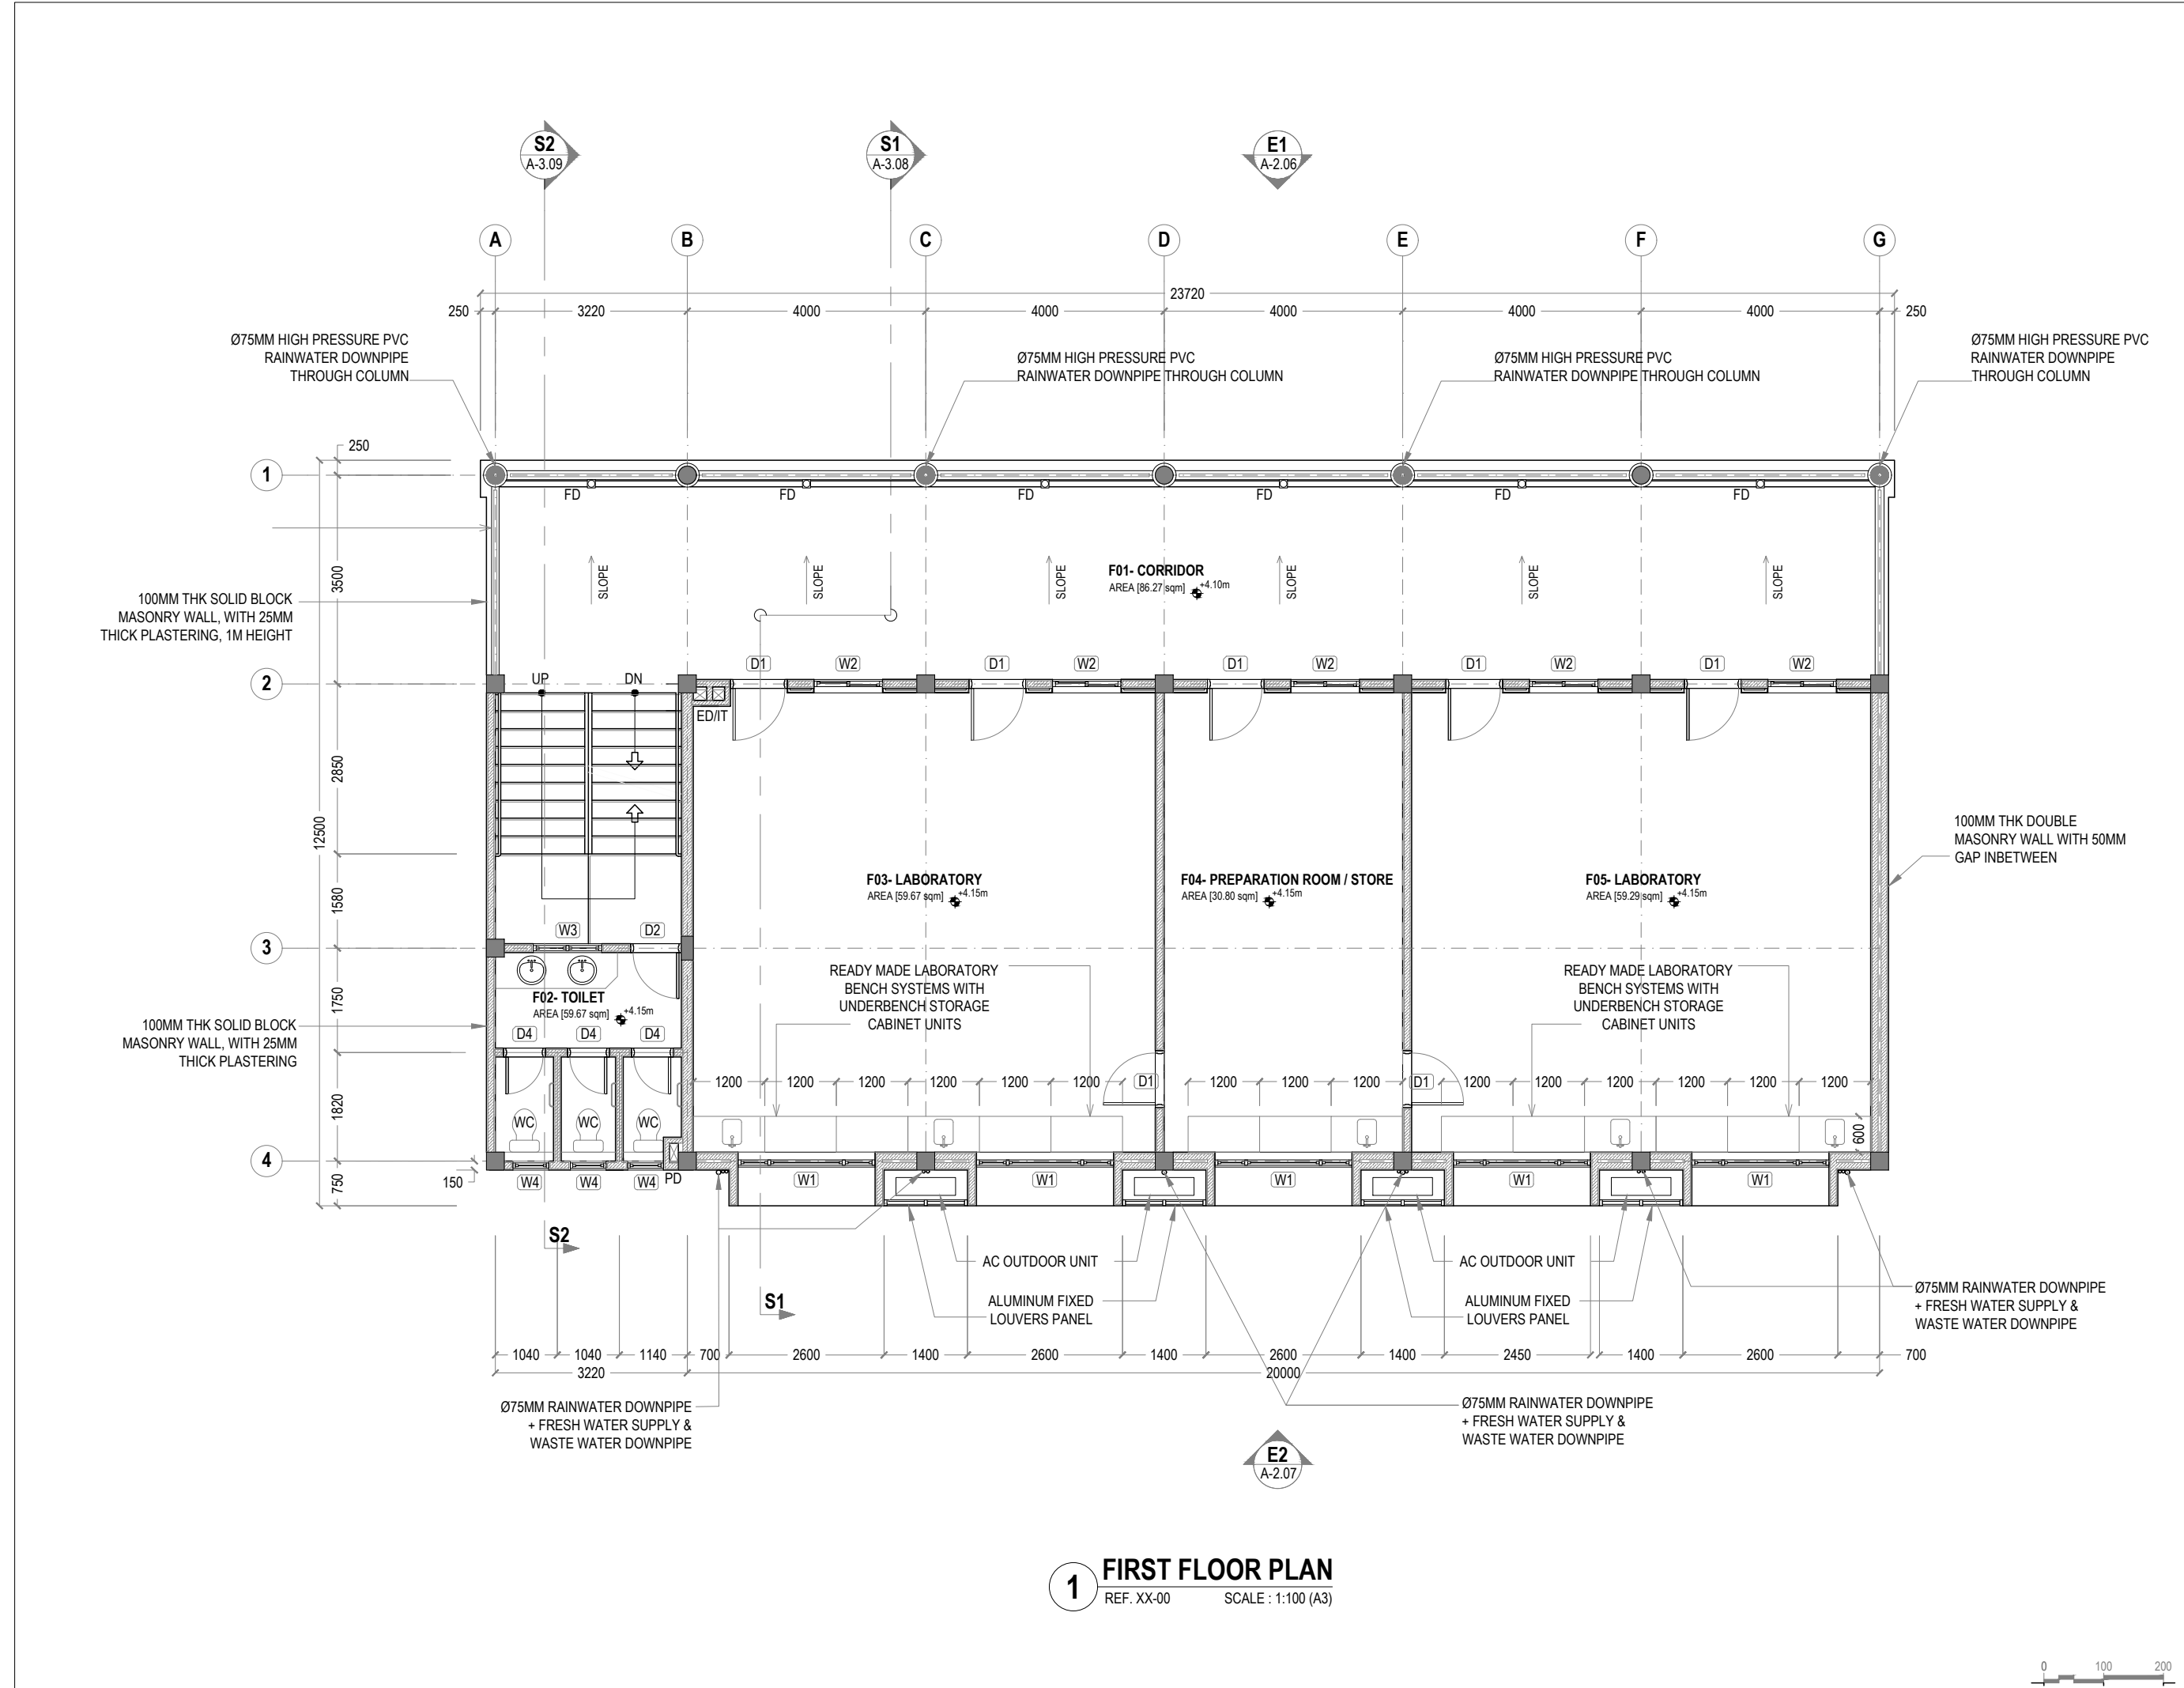 S2
A-3.09
S1
A-3.08
E1
A-2.06
A
B
C
D
E
F
G
23720
250
3220
4000
4000
4000
4000
4000
250
Ø75MM HIGH PRESSURE PVC
RAINWATER DOWNPIPE
THROUGH COLUMN
Ø75MM HIGH PRESSURE PVC
RAINWATER DOWNPIPE THROUGH COLUMN
Ø75MM HIGH PRESSURE PVC
RAINWATER DOWNPIPE THROUGH COLUMN
Ø75MM HIGH PRESSURE PVC
RAINWATER DOWNPIPE
THROUGH COLUMN
250
1
FD
FD
FD
FD
FD
FD
3500
SLOPE
SLOPE
SLOPE
SLOPE
SLOPE
SLOPE
F01- CORRIDOR
AREA [86.27 sqm]
+4.10m
100MM THK SOLID BLOCK
MASONRY WALL, WITH 25MM
THICK PLASTERING, 1M HEIGHT
D1
W2
D1
W2
D1
W2
D1
W2
D1
W2
2
UP
DN
ED/IT
2850
12500
100MM THK DOUBLE
MASONRY WALL WITH 50MM
GAP INBETWEEN
F03- LABORATORY
AREA [59.67 sqm]
+4.15m
F04- PREPARATION ROOM / STORE
AREA [30.80 sqm]
+4.15m
F05- LABORATORY
AREA [59.29 sqm]
+4.15m
1580
W3
D2
3
READY MADE LABORATORY
BENCH SYSTEMS WITH
UNDERBENCH STORAGE
CABINET UNITS
READY MADE LABORATORY
BENCH SYSTEMS WITH
UNDERBENCH STORAGE
CABINET UNITS
1750
F02- TOILET
AREA [59.67 sqm]
+4.15m
100MM THK SOLID BLOCK
MASONRY WALL, WITH 25MM
THICK PLASTERING
D4
D4
D4
1200
1200
1200
1200
1200
1200
D1
1200
1200
1200
D1
1200
1200
1200
1200
1200
1200
1820
WC
WC
WC
600
4
150
750
W4
W4
W4
PD
W1
W1
W1
W1
W1
S2
AC OUTDOOR UNIT
AC OUTDOOR UNIT
S1
ALUMINUM FIXED
LOUVERS PANEL
ALUMINUM FIXED
LOUVERS PANEL
Ø75MM RAINWATER DOWNPIPE
+ FRESH WATER SUPPLY &
WASTE WATER DOWNPIPE
1040
1040
1140
700
2600
1400
2600
1400
2600
1400
2450
1400
2600
700
3220
20000
Ø75MM RAINWATER DOWNPIPE
+ FRESH WATER SUPPLY &
WASTE WATER DOWNPIPE
Ø75MM RAINWATER DOWNPIPE
+ FRESH WATER SUPPLY &
WASTE WATER DOWNPIPE
E2
A-2.07
1
FIRST FLOOR PLAN
REF. XX-00
SCALE : 1:100 (A3)
0
100
200